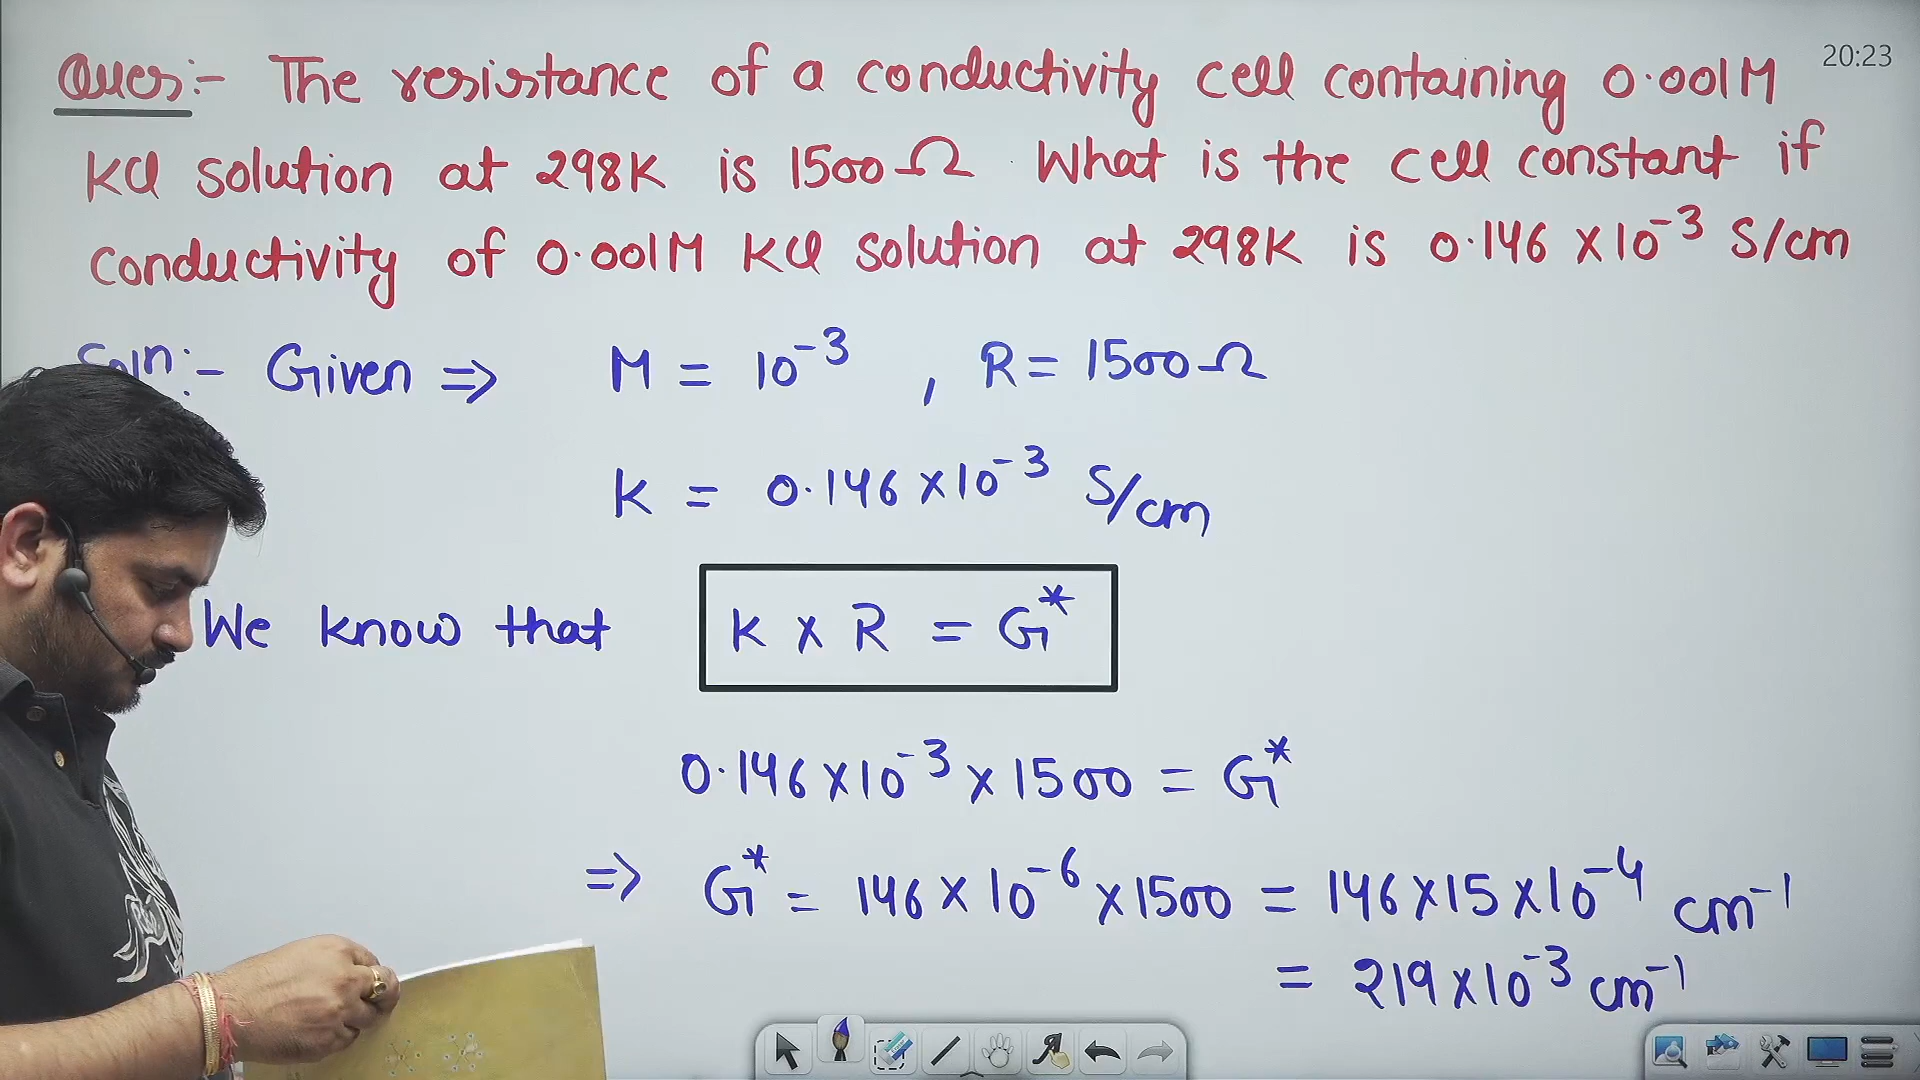 Ques:- The resistance of a conductivity cell containing 0.001M
20:23
KCl solution at 298K is 1500Ω. What is the cell constant if
conductivity of 0.001M KCl solution at 298K is 0.146 × 10⁻³ S/cm
Soln:- Given ⇒ M = 10⁻³ , R = 1500Ω
K = 0.146 × 10⁻³ S/cm
We know that K × R = G*
0.146 × 10⁻³ × 1500 = G*
⇒ G* = 146 × 10⁻⁶ × 1500 = 146 × 15 × 10⁻⁴ cm⁻¹
= 219 × 10⁻³ cm⁻¹